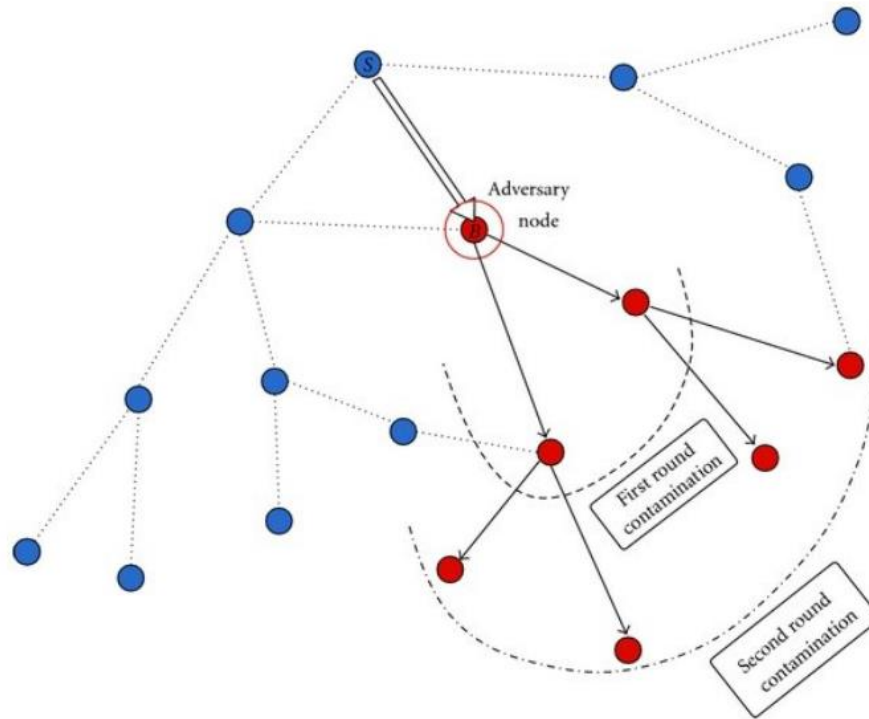 S
Adversary
node
B
First round
contamination
Second round
contamination